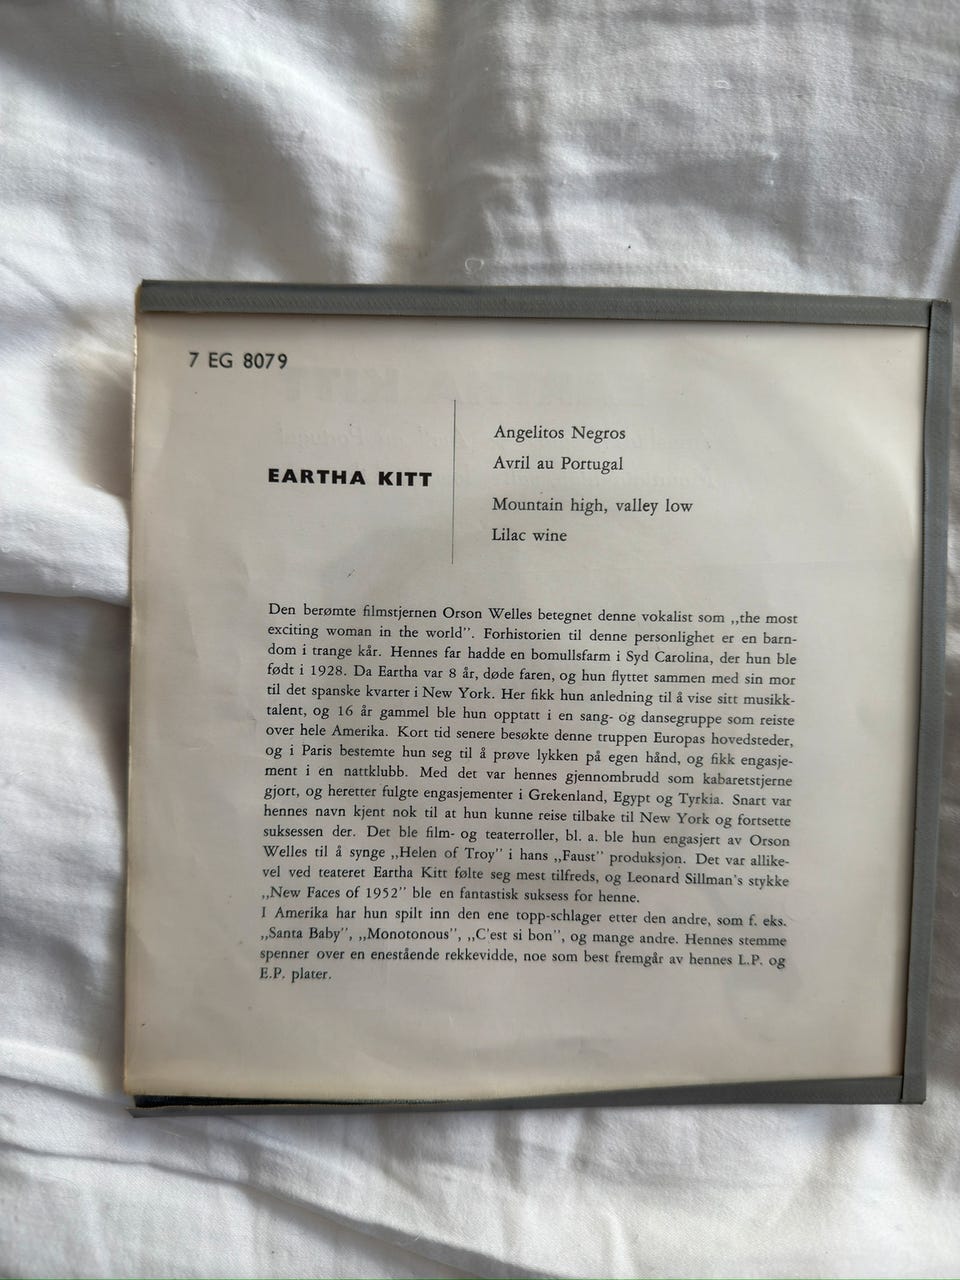 7 EG 8079
EARTHA KITT
Angelitos Negros
Avril au Portugal
Mountain high, valley low
Lilac wine
Den berømte filmstjernen Orson Welles betegnet denne vokalist som „the most
exciting woman in the world”. Forhistorien til denne personlighet er en barn-
dom i trange kår. Hennes far hadde en bomullsfarm i Syd Carolina, der hun ble
født i 1928. Da Eartha var 8 år, døde faren, og hun flyttet sammen med sin mor
til det spanske kvarter i New York. Her fikk hun anledning til å vise sitt musikk-
talent, og 16 år gammel ble hun opptatt i en sang- og dansegruppe som reiste
over hele Amerika. Kort tid senere besøkte denne truppen Europas hovedsteder,
og i Paris bestemte hun seg til å prøve lykken på egen hånd, og fikk engasje-
ment i en nattklubb. Med det var hennes gjennombrudd som kabaretstjerne
gjort, og heretter fulgte engasjementer i Grekenland, Egypt og Tyrkia. Snart var
hennes navn kjent nok til at hun kunne reise tilbake til New York og fortsette
suksessen der. Det ble film- og teaterroller, bl. a. ble hun engasjert av Orson
Welles til å synge „Helen of Troy” i hans „Faust” produksjon. Det var allike-
vel ved teateret Eartha Kitt følte seg mest tilfreds, og Leonard Sillman's stykke
„New Faces of 1952” ble en fantastisk suksess for henne.
I Amerika har hun spilt inn den ene topp-schlager etter den andre, som f. eks.
„Santa Baby”, „Monotonous”, „C'est si bon”, og mange andre. Hennes stemme
spenner over en enestående rekkevidde, noe som best fremgår av hennes L.P. og
E.P. plater.